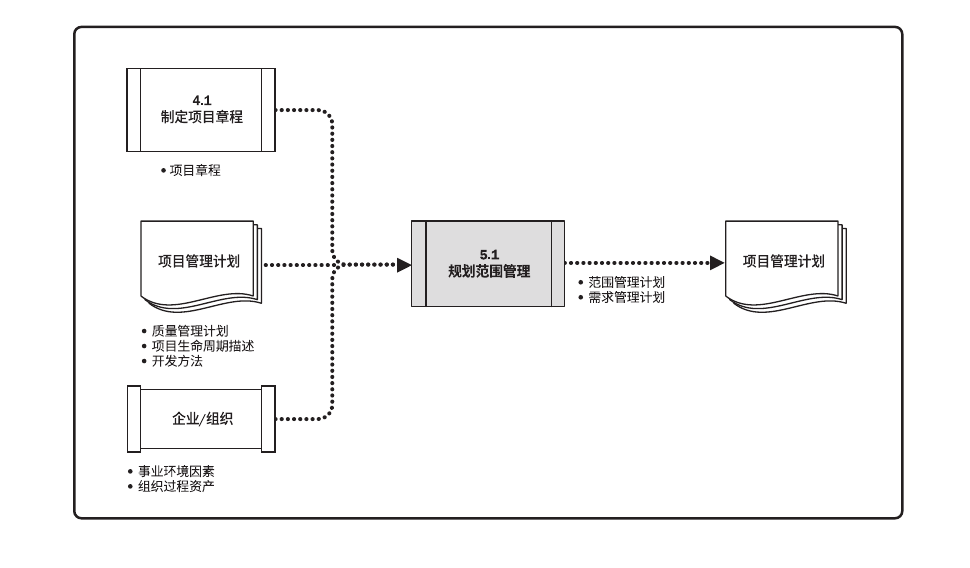 4.1
制定项目章程
• 项目章程
项目管理计划
• 质量管理计划
• 项目生命周期描述
• 开发方法
企业/组织
• 事业环境因素
• 组织过程资产
5.1
规划范围管理
• 范围管理计划
• 需求管理计划
项目管理计划